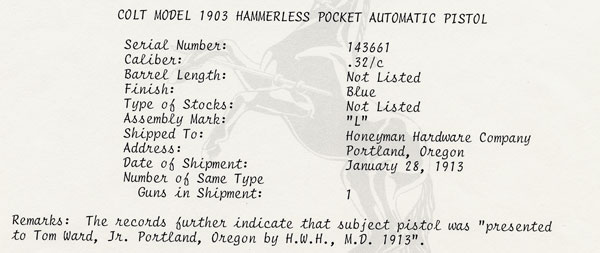 COLT MODEL 1903 HAMMERLESS POCKET AUTOMATIC PISTOL
Serial Number: 143661
Caliber: .32/c
Barrel Length: Not Listed
Finish: Blue
Type of Stocks: Not Listed
Assembly Mark: "L"
Shipped To: Honeyman Hardware Company
Address: Portland, Oregon
Date of Shipment: January 28, 1913
Number of Same Type
Guns in Shipment: 1
Remarks: The records further indicate that subject pistol was "presented
to Tom Ward, Jr. Portland, Oregon by H.W.H., M.D. 1913".